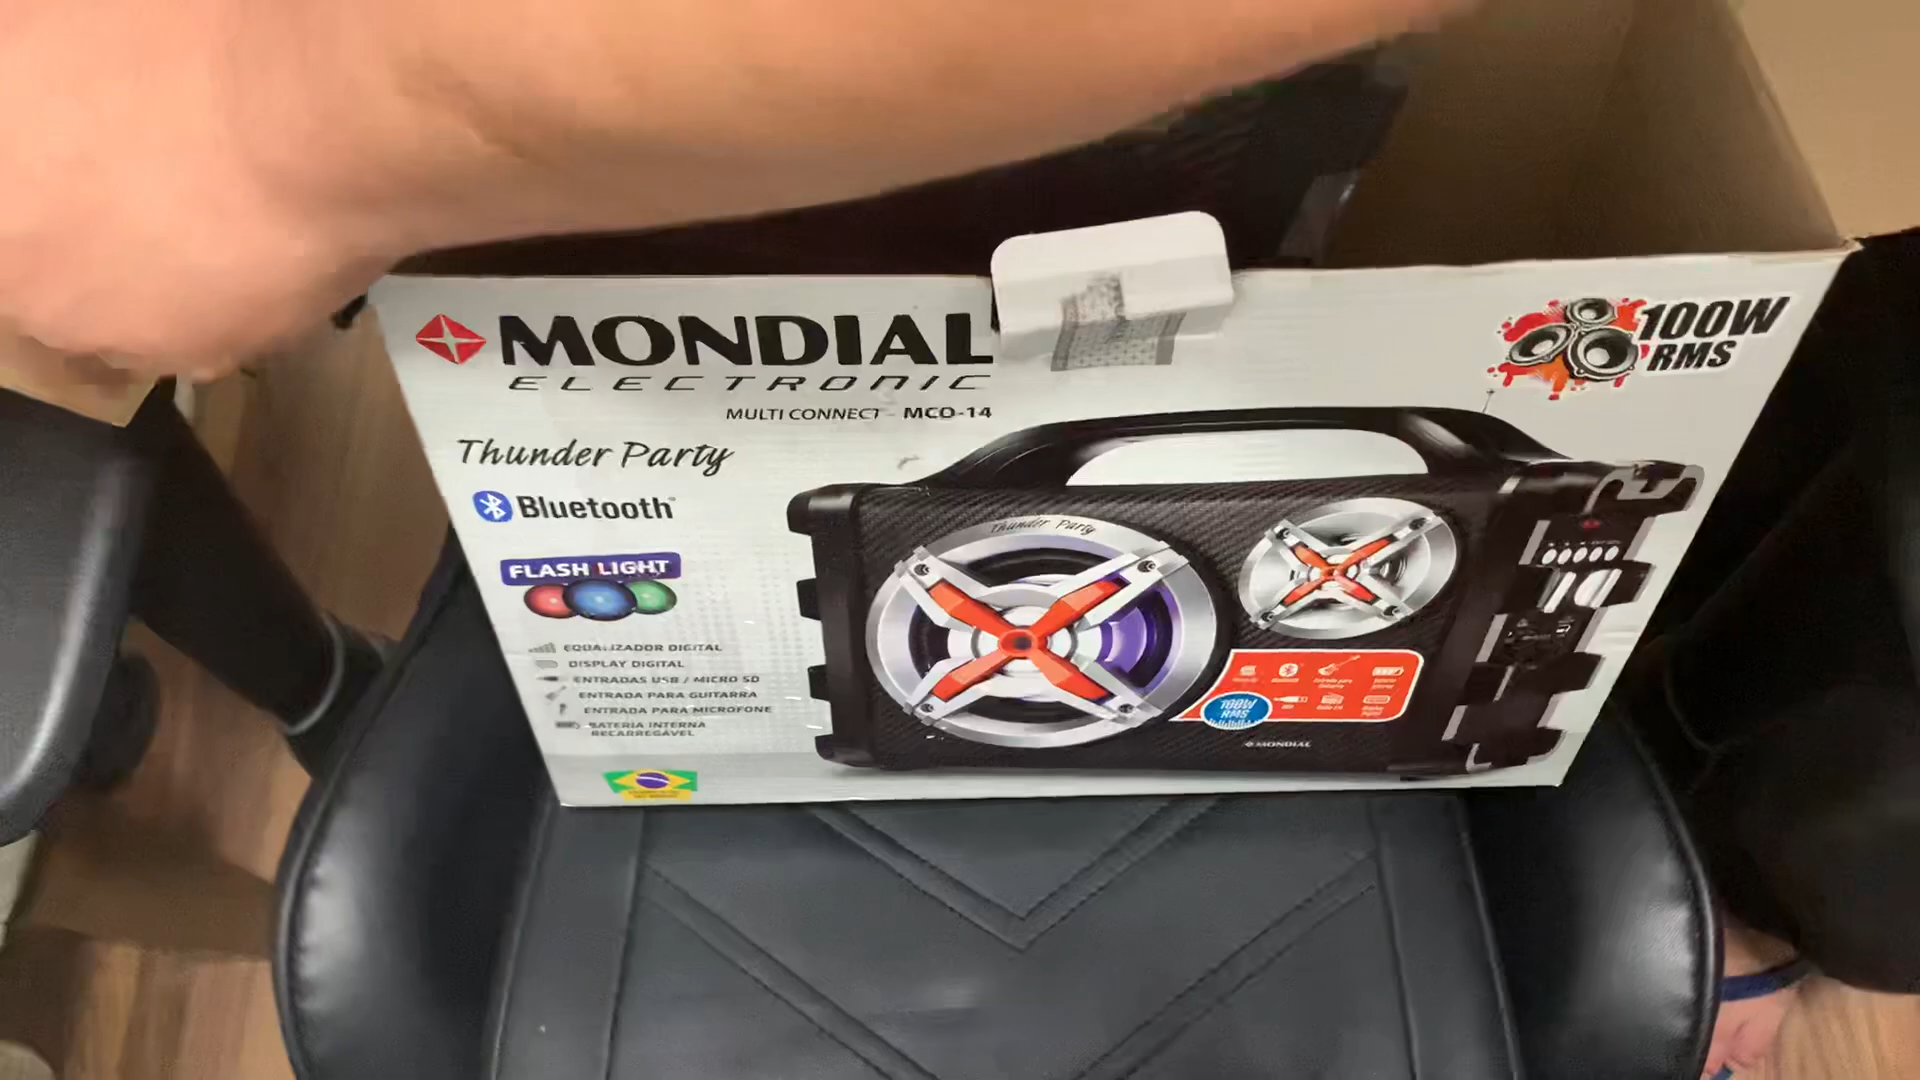 MONDIAL
ELECTRONIC
MULTI CONNECT - MCO-14
100W
RMS
Thunder Party
Bluetooth
FLASH LIGHT
EQUALIZADOR DIGITAL
DISPLAY DIGITAL
ENTRADAS USB / MICRO SD
ENTRADA PARA GUITARRA
ENTRADA PARA MICROFONE
BATERIA INTERNA
RECARREGÁVEL
Thunder Party
100W
RMS
MONDIAL